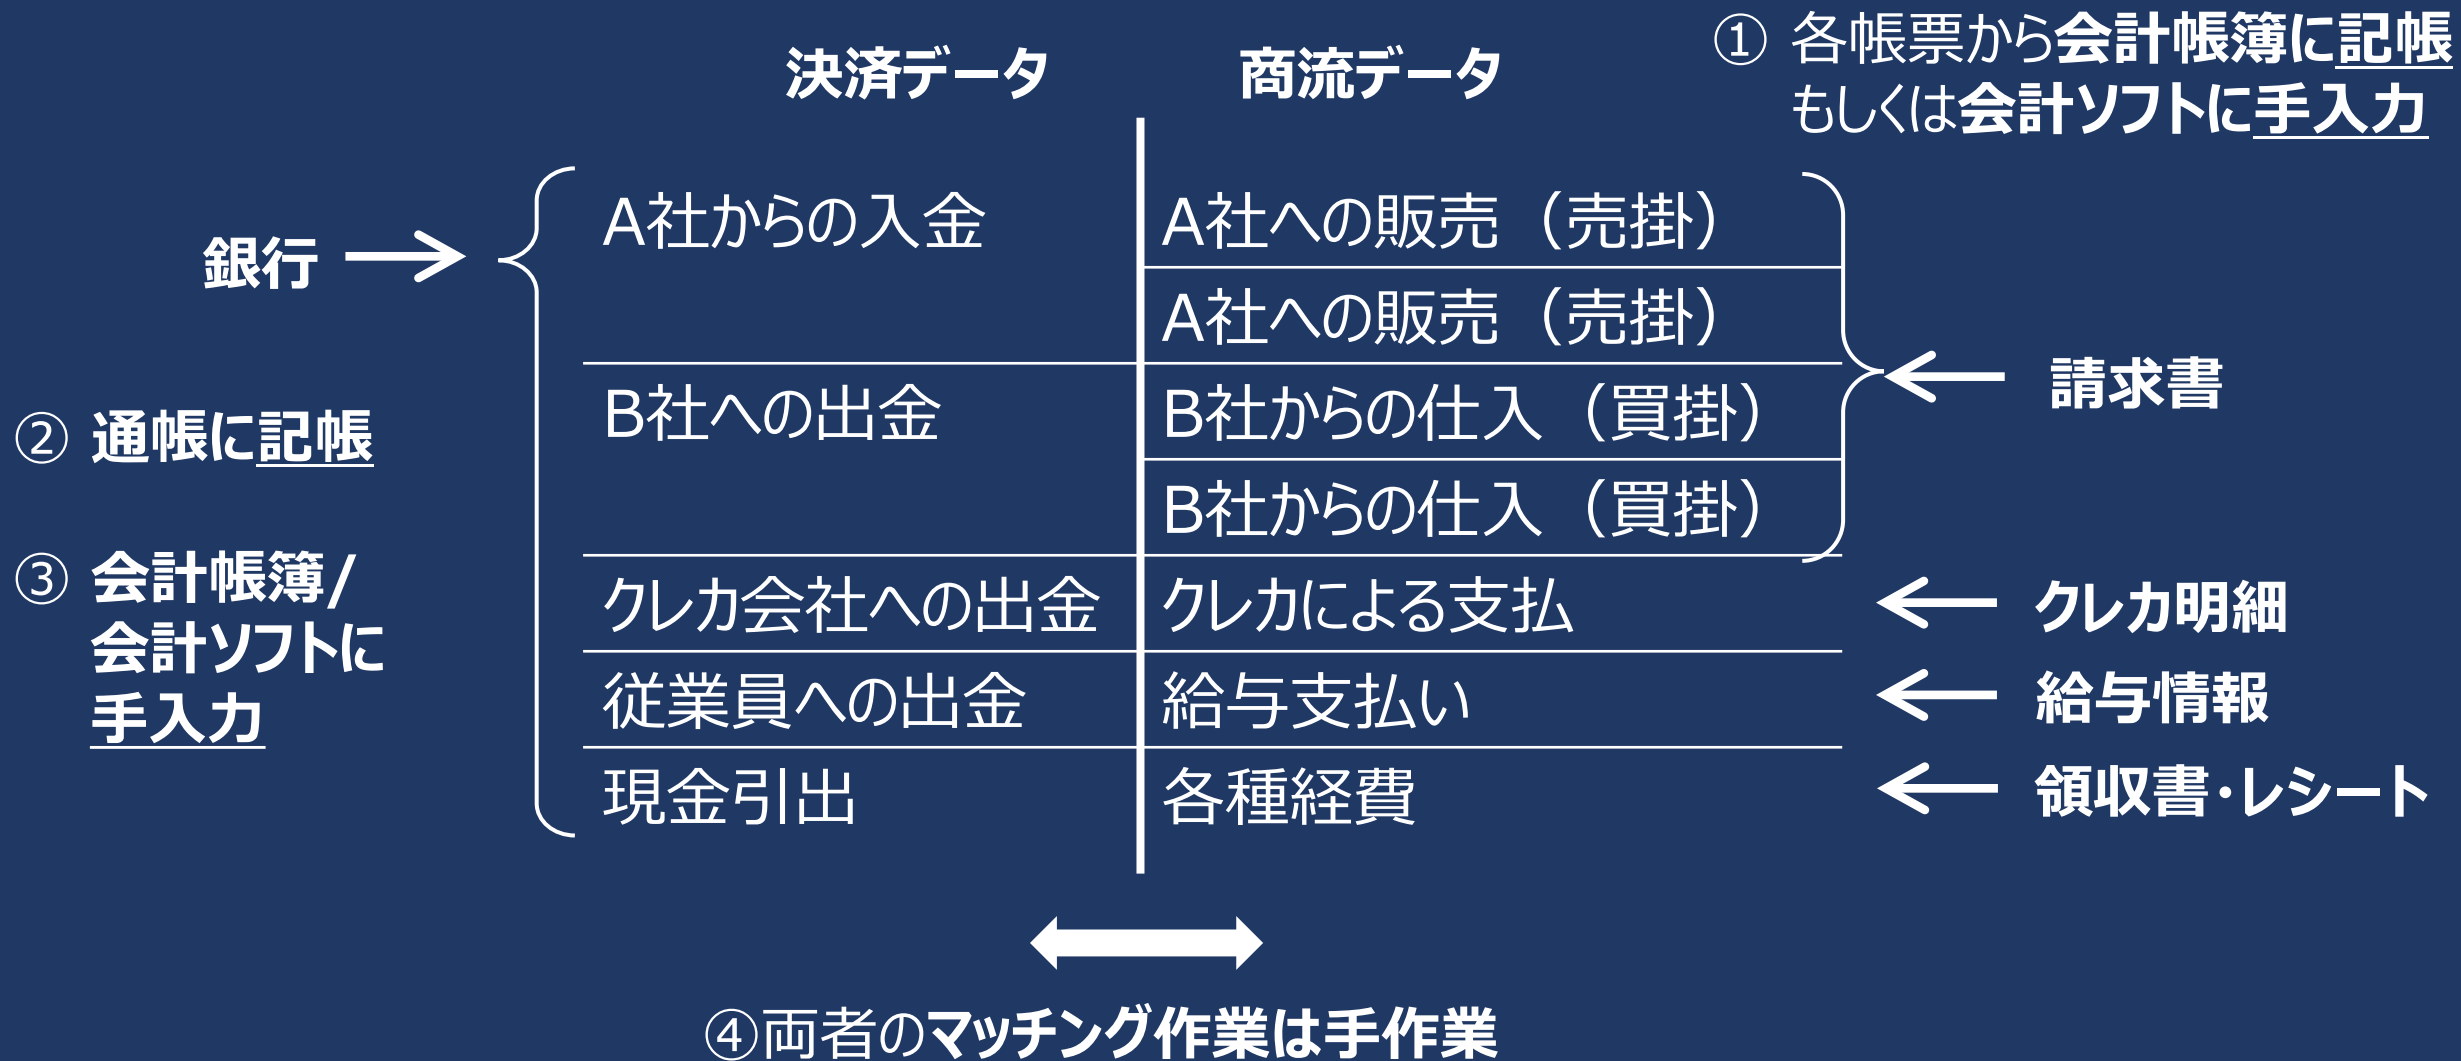 ① 各帳票から会計帳簿に記帳
もしくは会計ソフトに手入力
決済データ
商流データ
銀行
② 通帳に記帳
③ 会計帳簿/
会計ソフトに
手入力
A社からの入金
A社への販売（売掛）
A社への販売（売掛）
B社への出金
B社からの仕入（買掛）
B社からの仕入（買掛）
クレカ会社への出金
クレカによる支払
従業員への出金
給与支払い
現金引出
各種経費
請求書
クレカ明細
給与情報
領収書・レシート
④両者のマッチング作業は手作業